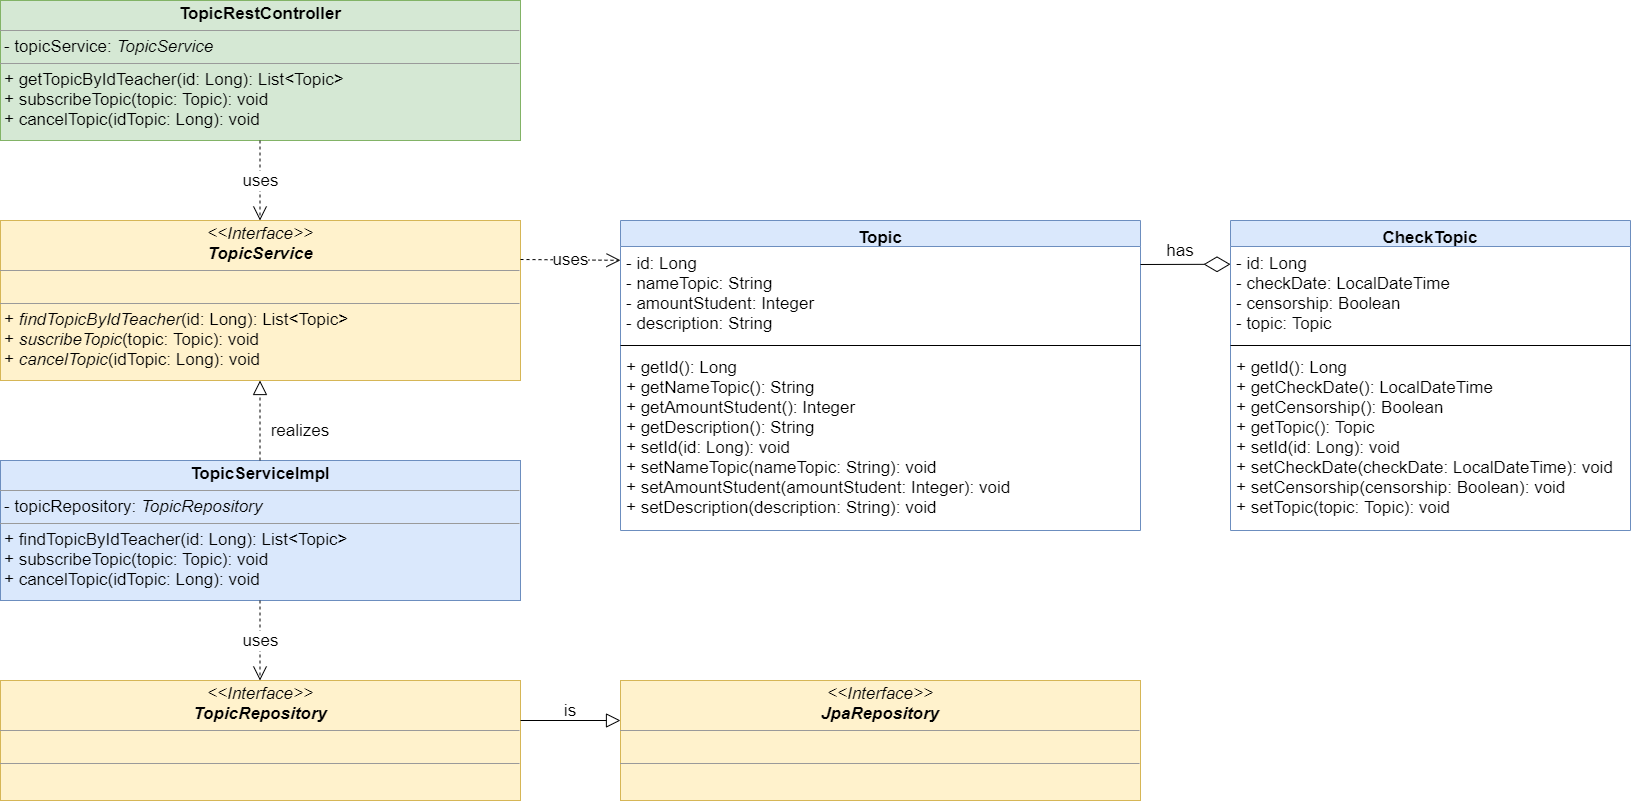 TopicRestController
- topicService: TopicService
+ getTopicByIdTeacher(id: Long): List<Topic>
+ subscribeTopic(topic: Topic): void
+ cancelTopic(idTopic: Long): void
uses
<<Interface>>
TopicService
+ findTopicByIdTeacher(id: Long): List<Topic>
+ suscribeTopic(topic: Topic): void
+ cancelTopic(idTopic: Long): void
uses
Topic
- id: Long
- nameTopic: String
- amountStudent: Integer
- description: String
+ getId(): Long
+ getNameTopic(): String
+ getAmountStudent(): Integer
+ getDescription(): String
+ setId(id: Long): void
+ setNameTopic(nameTopic: String): void
+ setAmountStudent(amountStudent: Integer): void
+ setDescription(description: String): void
has
CheckTopic
- id: Long
- checkDate: LocalDateTime
- censorship: Boolean
- topic: Topic
+ getId(): Long
+ getCheckDate(): LocalDateTime
+ getCensorship(): Boolean
+ getTopic(): Topic
+ setId(id: Long): void
+ setCheckDate(checkDate: LocalDateTime): void
+ setCensorship(censorship: Boolean): void
+ setTopic(topic: Topic): void
realizes
TopicServiceImpl
- topicRepository: TopicRepository
+ findTopicByIdTeacher(id: Long): List<Topic>
+ subscribeTopic(topic: Topic): void
+ cancelTopic(idTopic: Long): void
uses
<<Interface>>
TopicRepository
is
<<Interface>>
JpaRepository